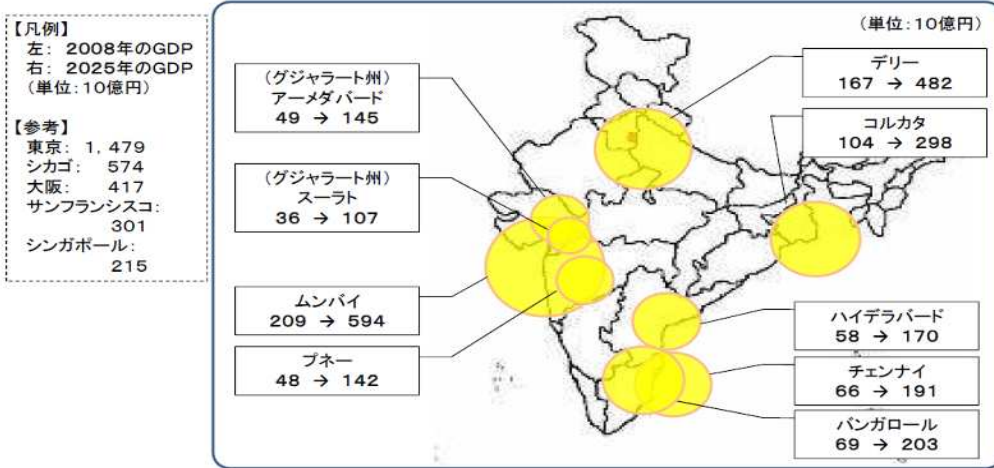 【凡例】
左: 2008年のGDP
右: 2025年のGDP
(単位:10億円)
【参考】
東京: 1,479
シカゴ: 574
大阪: 417
サンフランシスコ:
301
シンガポール:
215
(単位:10億円)
(グジャラート州)
アーメダバード
49 → 145
(グジャラート州)
スーラト
36 → 107
ムンバイ
209 → 594
プネー
48 → 142
デリー
167 → 482
コルカタ
104 → 298
ハイデラバード
58 → 170
チェンナイ
66 → 191
バンガロール
69 → 203